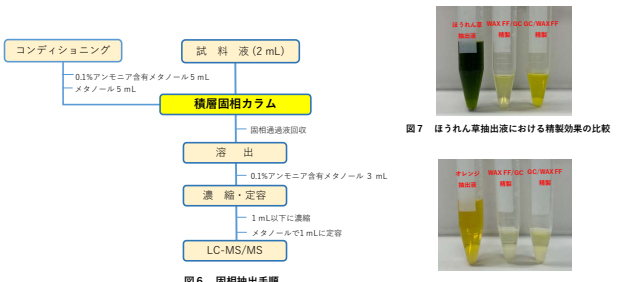 コンディショニング
試 料 液 (2 mL)
0.1%アンモニア含有メタノール 5 mL
メタノール 5 mL
積層固相カラム
固相通過液回収
溶 出
0.1%アンモニア含有メタノール 3 mL
濃 縮・定容
1 mL以下に濃縮
メタノールで1 mLに定容
LC-MS/MS
図6 固相抽出手順
ほうれん草
抽出液
WAX FF/GC
精製
GC/WAX FF
精製
図7 ほうれん草抽出液における精製効果の比較
オレンジ
抽出液
WAX FF/GC
精製
GC/WAX FF
精製